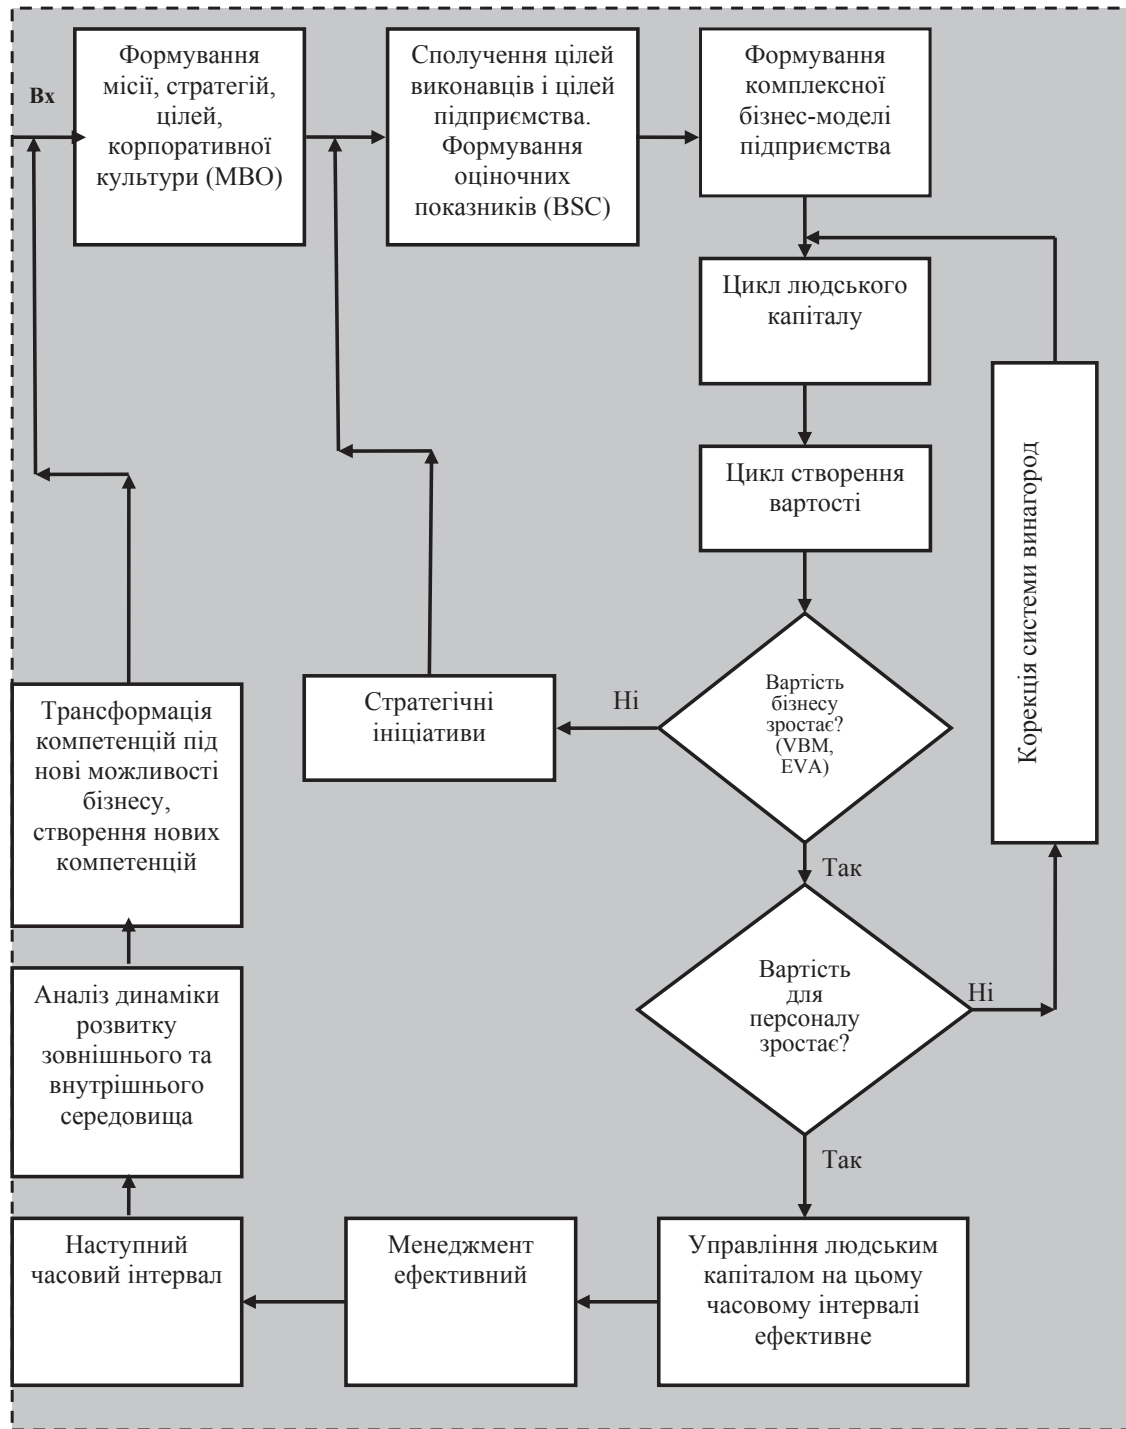 Вх
Формування
місії, стратегій,
цілей,
корпоративної
культури (МВО)
Сполучення цілей
виконавців і цілей
підприємства.
Формування
оціночних
показників (BSC)
Формування
комплексної
бізнес-моделі
підприємства
Цикл людського
капіталу
Цикл створення
вартості
Корекція системи винагород
Вартість
бізнесу
зростає?
(VBM,
EVA)
Ні
Стратегічні
ініціативи
Так
Вартість
для
персоналу
зростає?
Ні
Так
Трансформація
компетенцій під
нові можливості
бізнесу,
створення нових
компетенцій
Аналіз динаміки
розвитку
зовнішнього та
внутрішнього
середовища
Наступний
часовий інтервал
Менеджмент
ефективний
Управління людським
капіталом на цьому
часовому інтервалі
ефективне